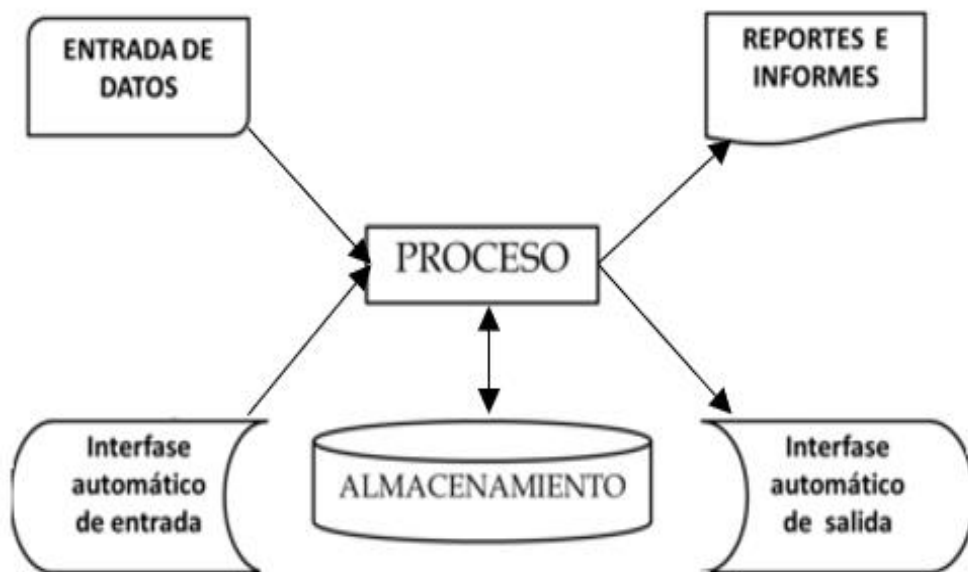 ENTRADA DE
DATOS
REPORTES E
INFORMES
PROCESO
Interfase
automático
de entrada
ALMACENAMIENTO
Interfase
automático
de salida